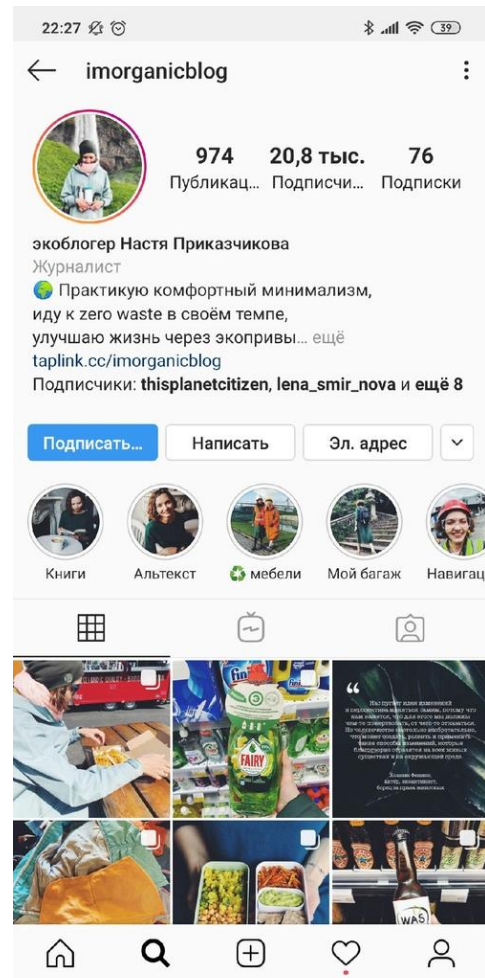 22:27
39
imorganicblog
974 20,8 тыс. 76
Публикац... Подписчи... Подписки
экоблогер Настя Приказчикова
Журналист
🌍 Практикую комфортный минимализм,
иду к zero waste в своём темпе,
улучшаю жизнь через экопривы... ещё
taplink.cc/imorganicblog
Подписчики: thisplanetcitizen, lena_smir_nova и ещё 8
Подписать... Написать Эл. адрес
Книги Альтекст ♻ мебели Мой багаж Навигац
finish
FAIRY
WAS